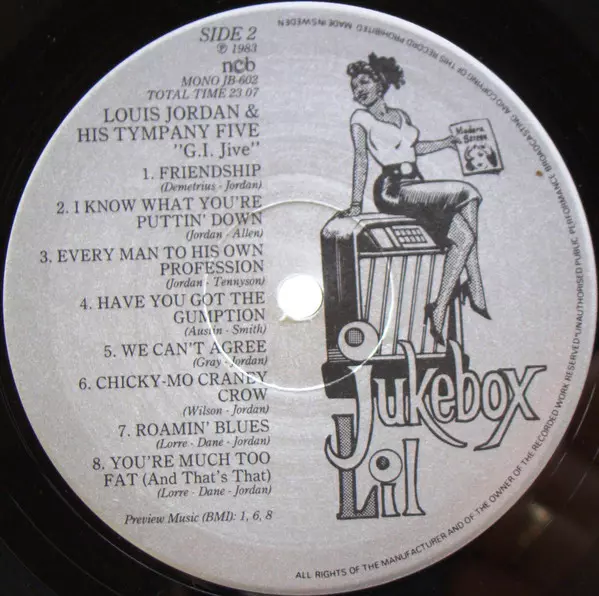 SIDE 2
℗ 1983
ncb
MONO JB-602
TOTAL TIME 23 07
LOUIS JORDAN &
HIS TYMPANY FIVE
"G.I. Jive"
1. FRIENDSHIP
(Demetrius - Jordan)
2. I KNOW WHAT YOU'RE
PUTTIN' DOWN
(Jordan - Allen)
3. EVERY MAN TO HIS OWN
PROFESSION
(Jordan - Tennyson)
4. HAVE YOU GOT THE
GUMPTION
(Austin - Smith)
5. WE CAN'T AGREE
(Gray - Jordan)
6. CHICKY-MO CRANEY
CROW
(Wilson - Jordan)
7. ROAMIN' BLUES
(Lorre - Dane - Jordan)
8. YOU'RE MUCH TOO
FAT (And That's That)
(Lorre - Dane - Jordan)
Preview Music (BMI): 1, 6, 8
Modern
Screen
Jukebox
Lil
ALL RIGHTS OF THE MANUFACTURER AND OF THE OWNER OF THE RECORDED WORK RESERVED•UNAUTHORISED PUBLIC PERFORMANCE BROADCASTING AND COPYING OF THIS RECORD PROHIBITED MADE IN SWEDEN